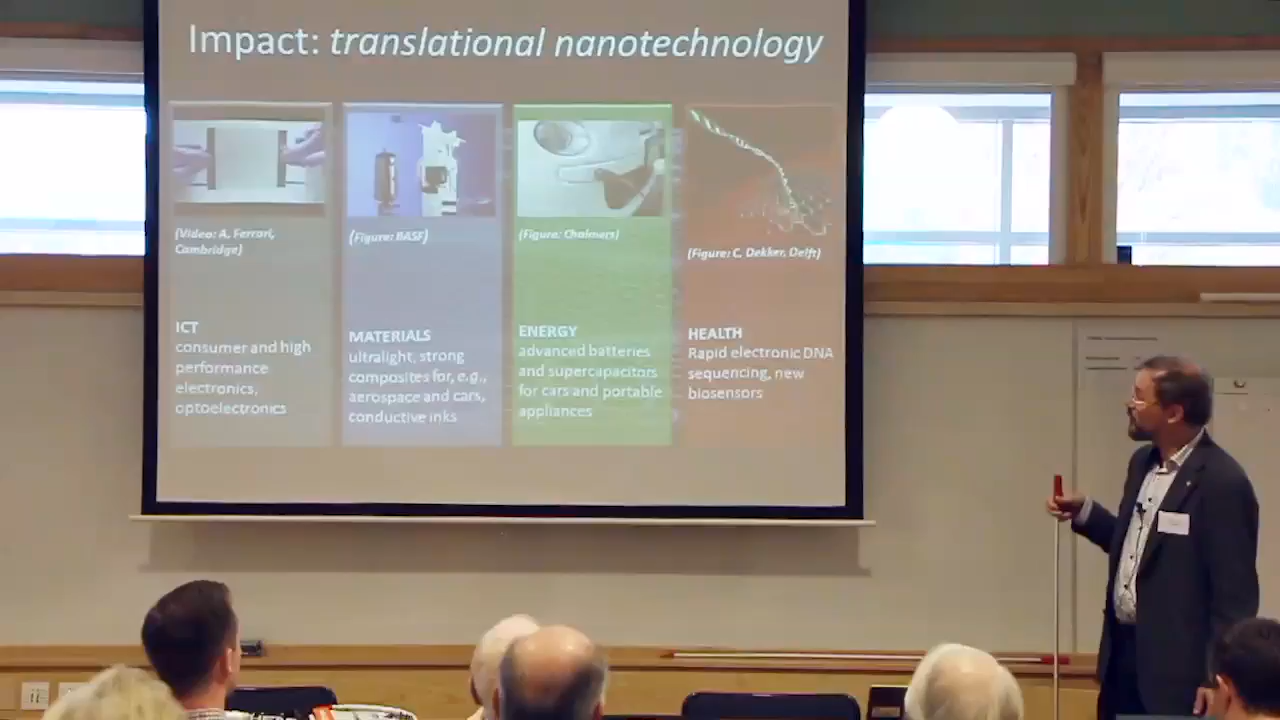 Impact: translational nanotechnology
(Video: A. Ferrari,
Cambridge)
ICT
consumer and high
performance
electronics,
optoelectronics
(Figure: BASF)
MATERIALS
ultralight, strong
composites for, e.g.,
aerospace and cars,
conductive inks
(Figure: Chalmers)
ENERGY
advanced batteries
and supercapacitors
for cars and portable
appliances
(Figure: C. Dekker, Delft)
HEALTH
Rapid electronic DNA
sequencing, new
biosensors